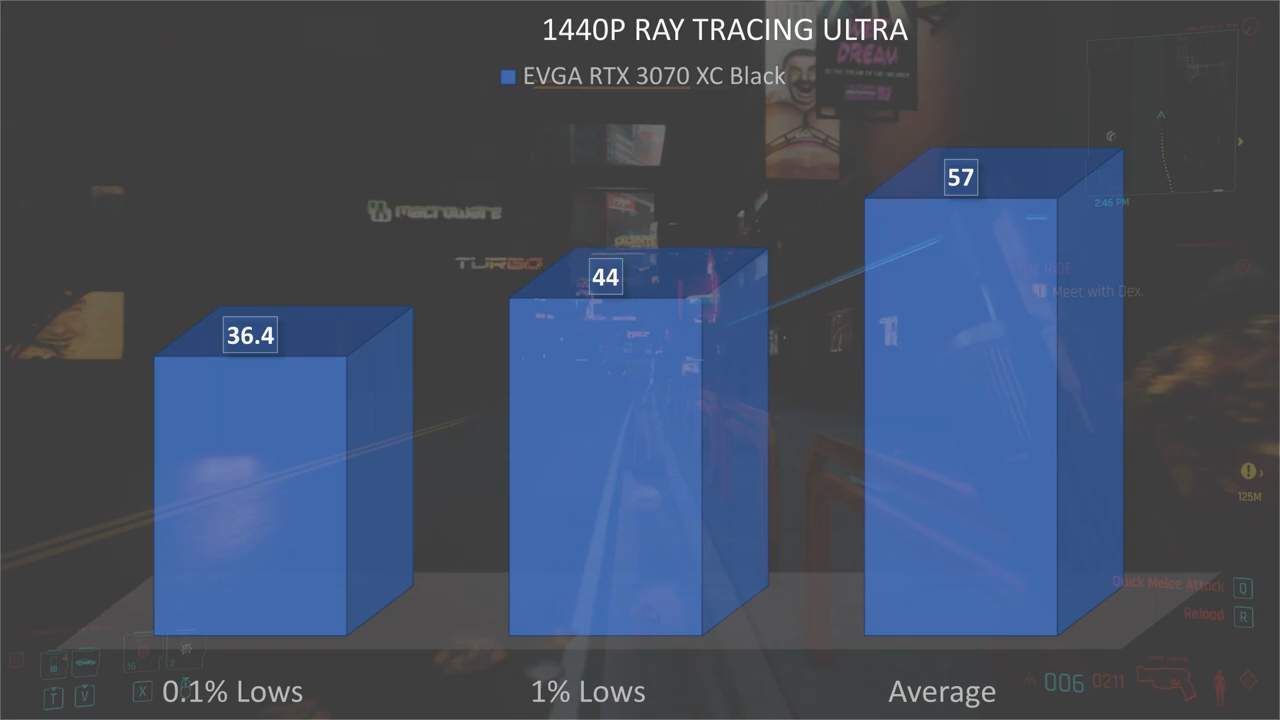 1440P RAY TRACING ULTRA
EVGA RTX 3070 XC Black
DREAM
macroware
TURBO
57
44
36.4
2:46 PM
Meet with Dex.
125M
Quick Melee Attack Q
Reload R
T V X
0.1% Lows
1% Lows
Average
006 0211